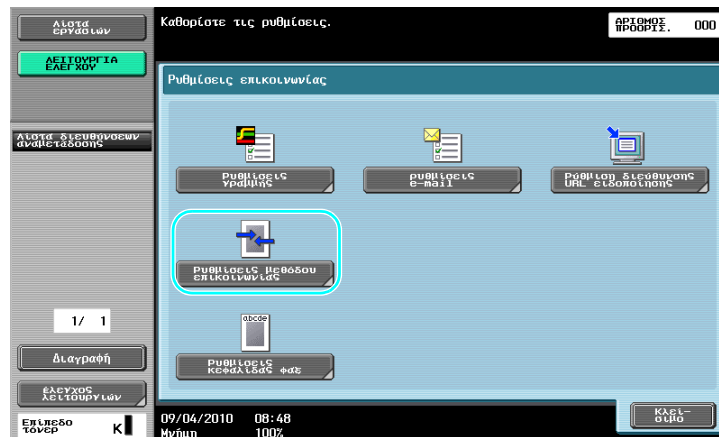 Λίστα
εργασιών
Καθορίστε τις ρυθμίσεις.
ΑΡΙΘΜΟΣ
ΠΡΟΟΡΙΣ.
000
ΛΕΙΤΟΥΡΓΙΑ
ΕΛΕΓΧΟΥ
Ρυθμίσεις επικοινωνίας
Λίστα διευθύνσεων
αναμετάδοσης
Ρυθμίσεις
γραμμής
ρυθμίσεις
e-mail
Ρύθμιση διεύθυνσης
URL ειδοποίησης
Ρυθμίσεις μεθόδου
επικοινωνίας
abcde
Ρυθμίσεις
κεφαλίδας φαξ
1/ 1
Διαγραφή
έλεγχος
λειτουργιών
Επίπεδο
τόνερ
K
09/04/2010 08:48
Μνήμη 100%
Κλεί-
σιμο